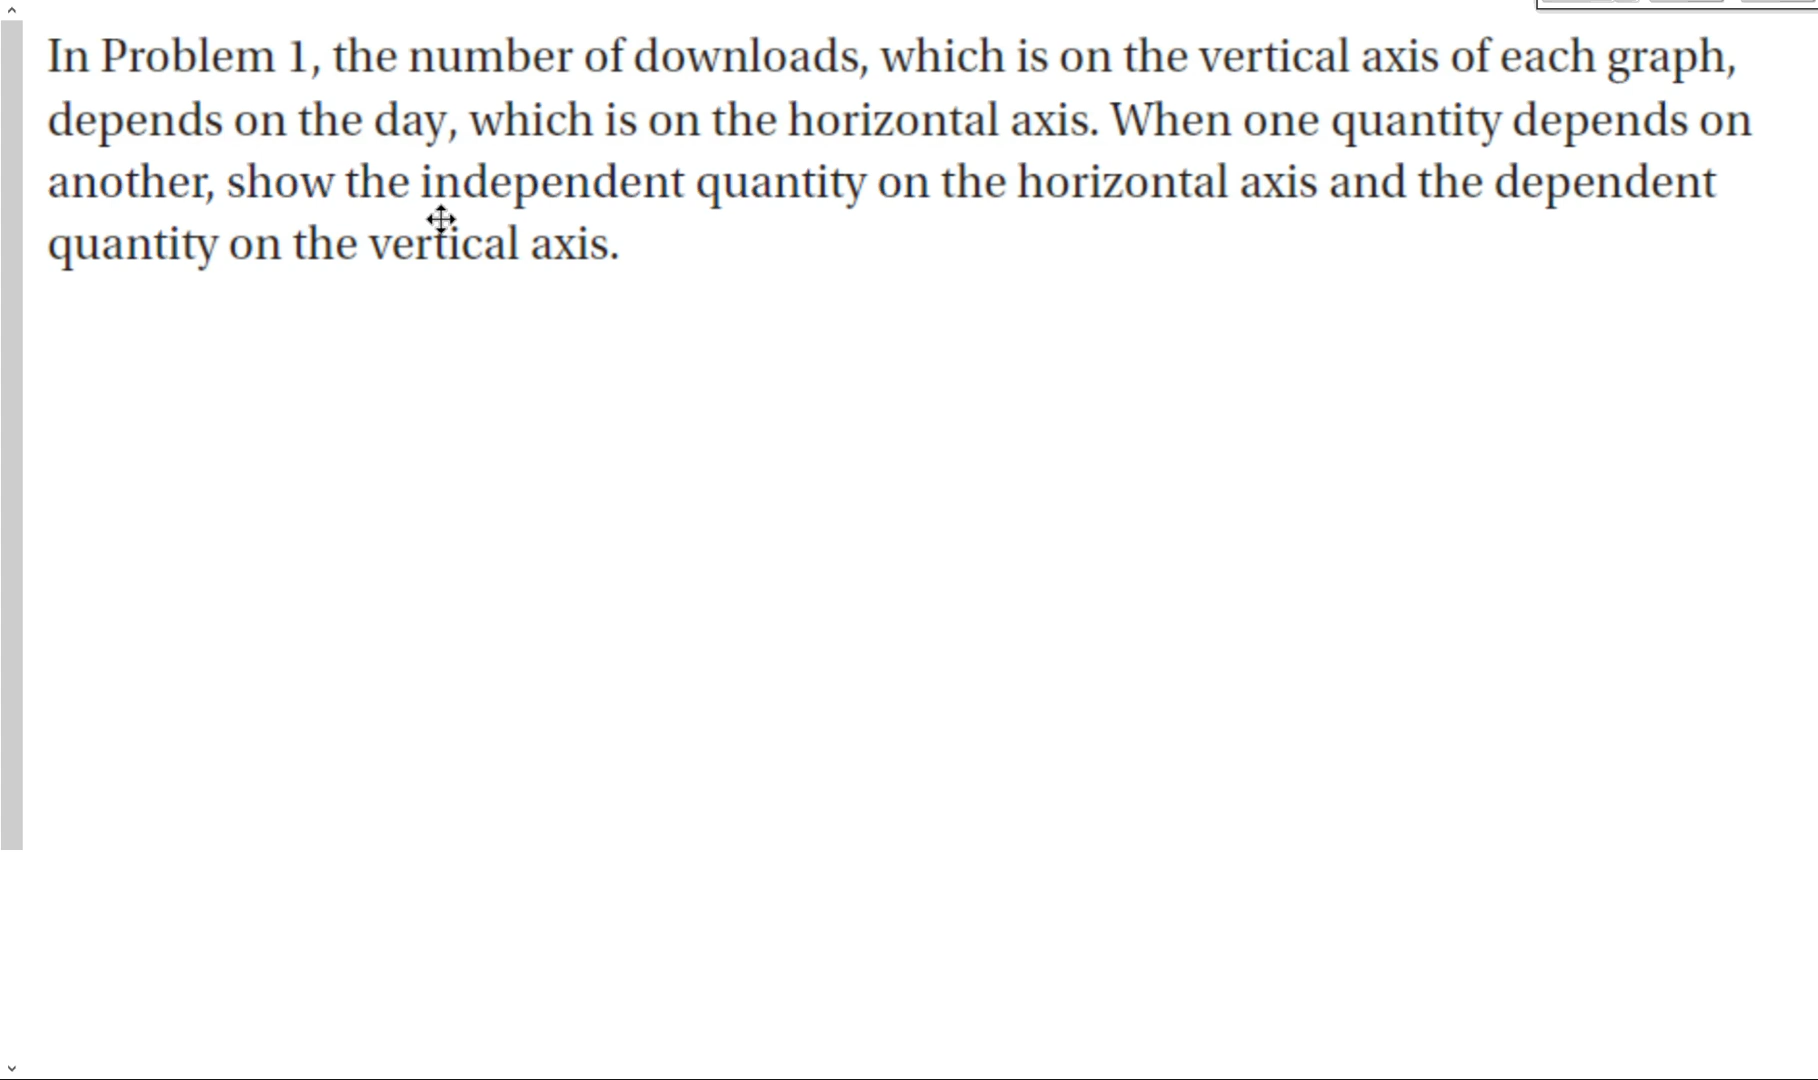 In Problem 1, the number of downloads, which is on the vertical axis of each graph,
depends on the day, which is on the horizontal axis. When one quantity depends on
another, show the independent quantity on the horizontal axis and the dependent
quantity on the vertical axis.